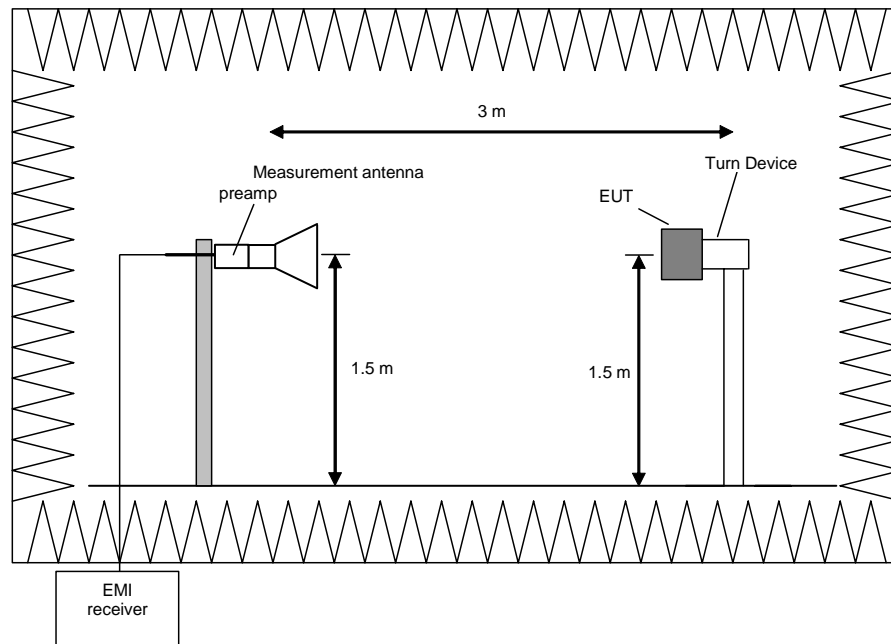 3 m
Measurement antenna
preamp
Turn Device
EUT
1.5 m
1.5 m
EMI
receiver